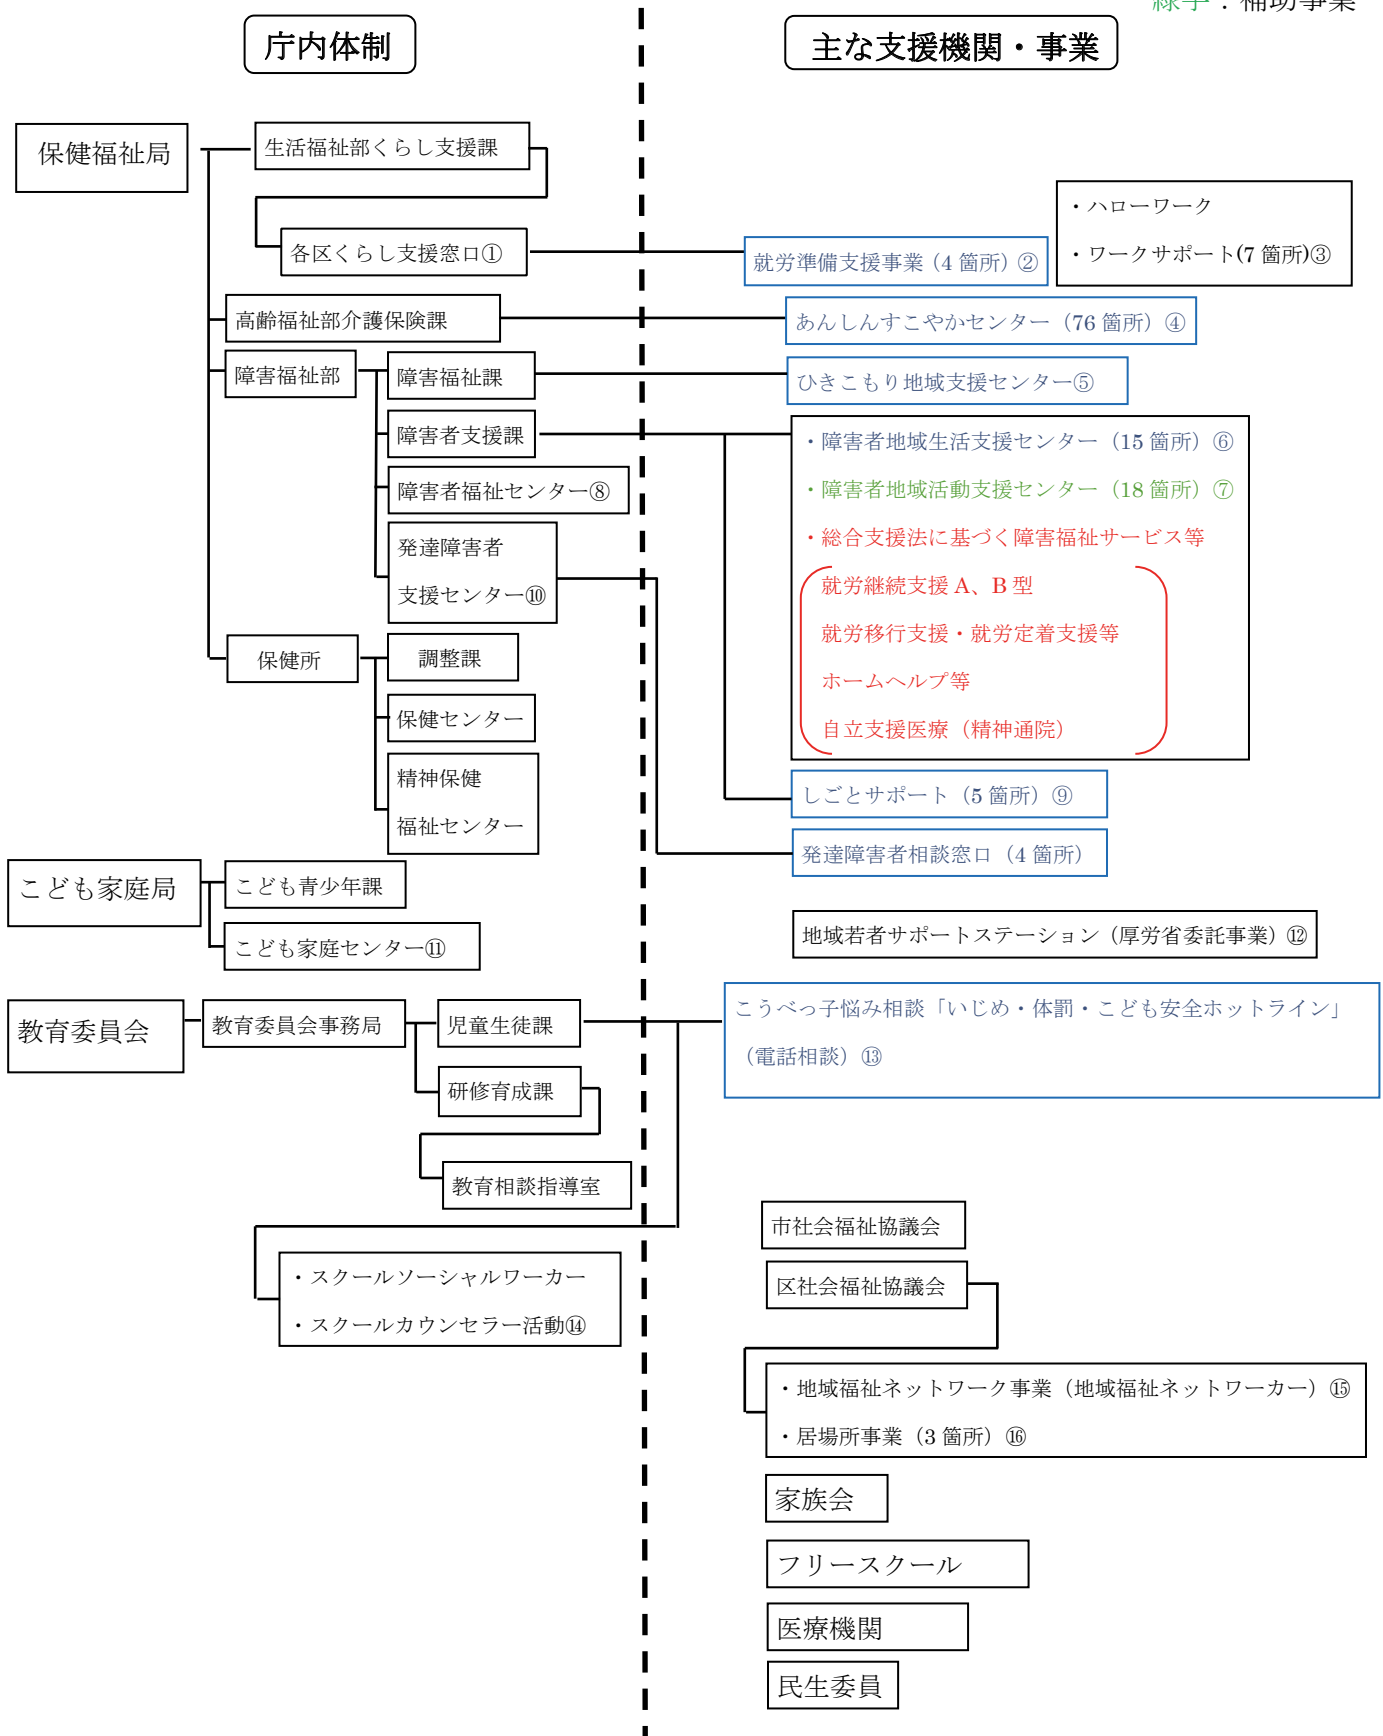 緑字：補助事業
庁内体制
主な支援機関・事業
保健福祉局
生活福祉部くらし支援課
各区くらし支援窓口①
就労準備支援事業（4 箇所）②
・ハローワーク
・ワークサポート(7 箇所)③
高齢福祉部介護保険課
あんしんすこやかセンター（76 箇所）④
障害福祉部
障害福祉課
ひきこもり地域支援センター⑤
障害者支援課
・障害者地域生活支援センター（15 箇所）⑥
・障害者地域活動支援センター（18 箇所）⑦
・総合支援法に基づく障害福祉サービス等
就労継続支援 A、B 型
就労移行支援・就労定着支援等
ホームヘルプ等
自立支援医療（精神通院）
障害者福祉センター⑧
発達障害者
支援センター⑩
保健所
調整課
保健センター
精神保健
福祉センター
しごとサポート（5 箇所）⑨
発達障害者相談窓口（4 箇所）
こども家庭局
こども青少年課
こども家庭センター⑪
地域若者サポートステーション（厚労省委託事業）⑫
教育委員会
教育委員会事務局
児童生徒課
こうべっ子悩み相談「いじめ・体罰・こども安全ホットライン」
（電話相談）⑬
研修育成課
教育相談指導室
・スクールソーシャルワーカー
・スクールカウンセラー活動⑭
市社会福祉協議会
区社会福祉協議会
・地域福祉ネットワーク事業（地域福祉ネットワーカー）⑮
・居場所事業（3 箇所）⑯
家族会
フリースクール
医療機関
民生委員